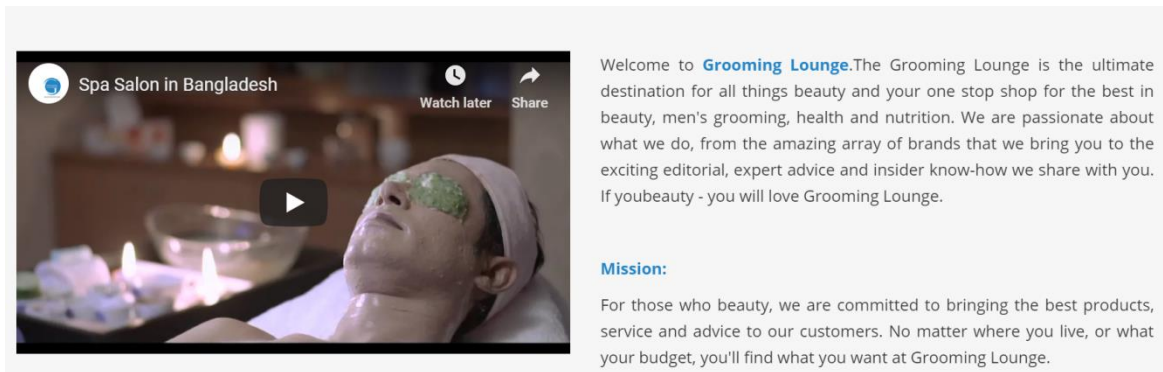 Spa Salon in Bangladesh
Watch later
Share
Welcome to Grooming Lounge.The Grooming Lounge is the ultimate
destination for all things beauty and your one stop shop for the best in
beauty, men's grooming, health and nutrition. We are passionate about
what we do, from the amazing array of brands that we bring you to the
exciting editorial, expert advice and insider know-how we share with you.
If youbeauty - you will love Grooming Lounge.
Mission:
For those who beauty, we are committed to bringing the best products,
service and advice to our customers. No matter where you live, or what
your budget, you'll find what you want at Grooming Lounge.